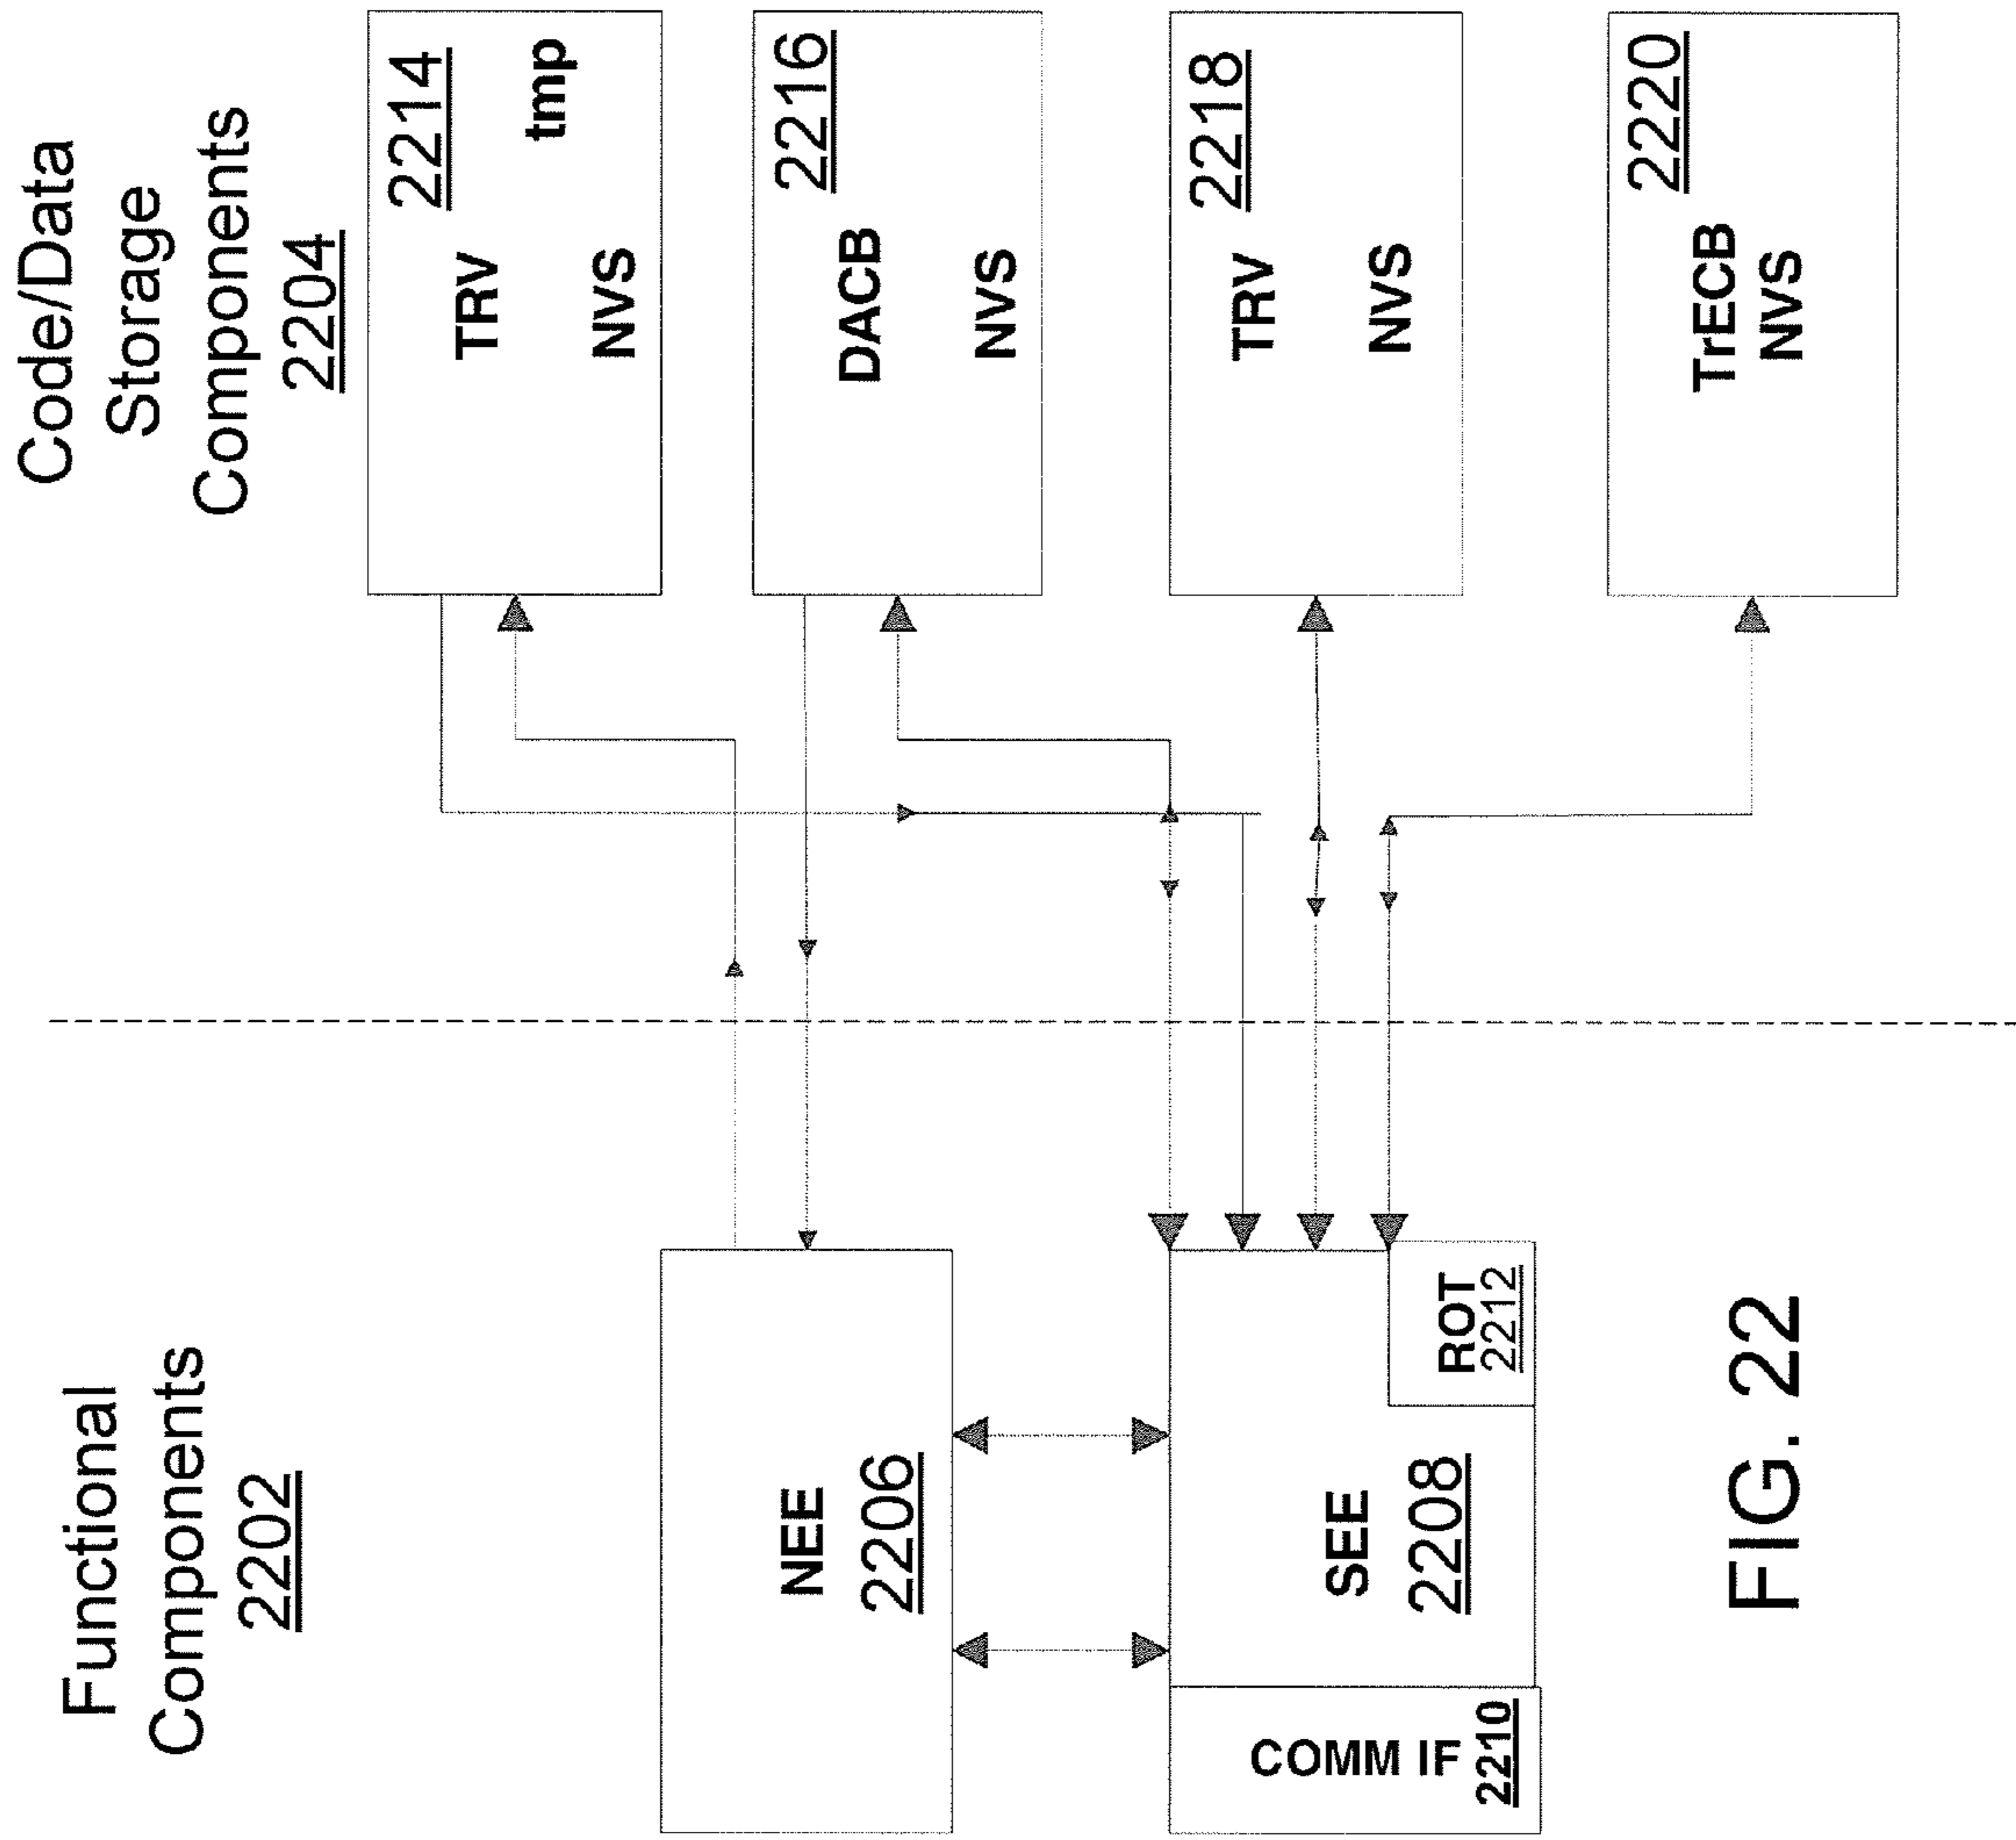 Functional
Components
2202
Code/Data
Storage
Components
2204
NEE
2206
SEE
2208
COMM IF
2210
ROT
2212
TRV
2214
tmp
NVS
DACB
2216
NVS
TRV
2218
NVS
TrECB
2220
NVS
FIG. 22